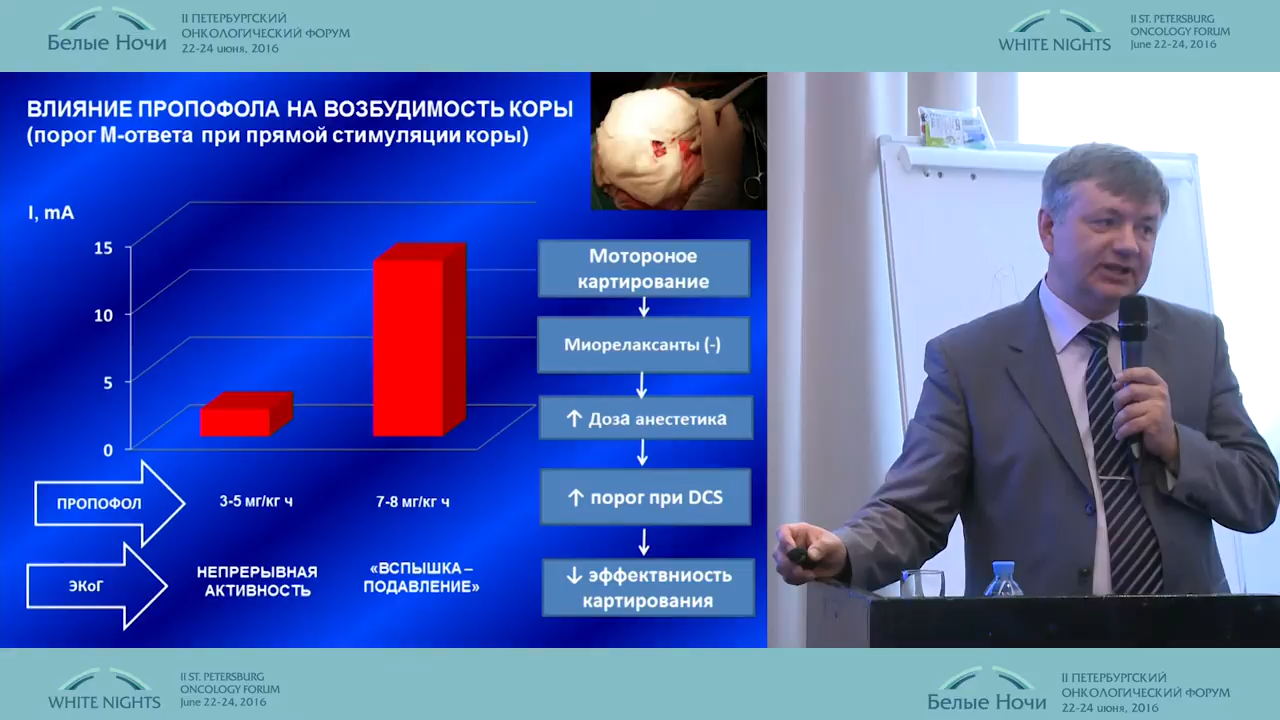 Белые Ночи
II ПЕТЕРБУРГСКИЙ
ОНКОЛОГИЧЕСКИЙ ФОРУМ
22-24 июня, 2016
WHITE NIGHTS
II ST. PETERSBURG
ONCOLOGY FORUM
June 22-24, 2016
ВЛИЯНИЕ ПРОПОФОЛА НА ВОЗБУДИМОСТЬ КОРЫ
(порог М-ответа при прямой стимуляции коры)
I, mA
15
10
5
0
ПРОПОФОЛ
3-5 мг/кг ч
7-8 мг/кг ч
ЭКоГ
НЕПРЕРЫВНАЯ
АКТИВНОСТЬ
«ВСПЫШКА –
ПОДАВЛЕНИЕ»
Мотороное
картирование
Миорелаксанты (-)
↑ Доза анестетика
↑ порог при DCS
↓ эффектвниость
картирования
WHITE NIGHTS
II ST. PETERSBURG
ONCOLOGY FORUM
June 22-24, 2016
Белые Ночи
II ПЕТЕРБУРГСКИЙ
ОНКОЛОГИЧЕСКИЙ ФОРУМ
22-24 июня, 2016